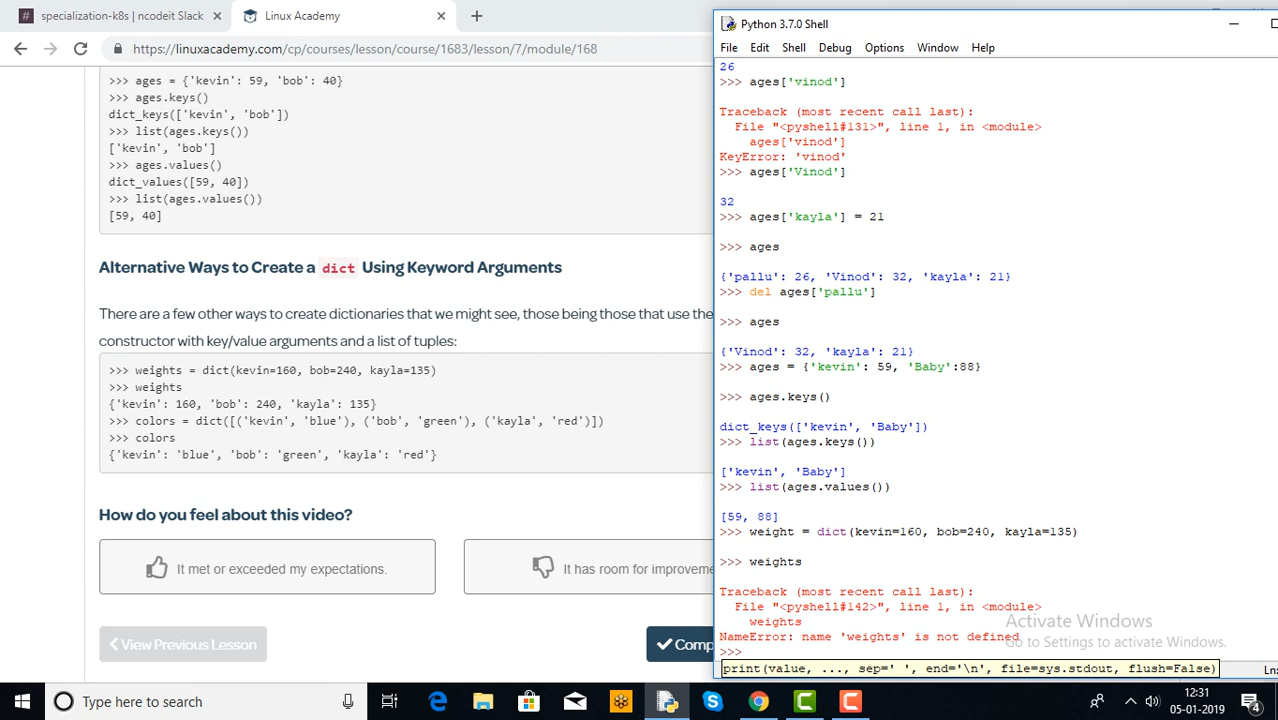 specialization-k8s | ncodeit Slack
Linux Academy
https://linuxacademy.com/cp/courses/lesson/course/1683/lesson/7/module/168
>>> ages = {'kevin': 59, 'bob': 40}
>>> ages.keys()
dict_keys(['kevin', 'bob'])
>>> list(ages.keys())
['kevin', 'bob']
>>> ages.values()
dict_values([59, 40])
>>> list(ages.values())
[59, 40]
Alternative Ways to Create a dict Using Keyword Arguments
There are a few other ways to create dictionaries that we might see, those being those that use the
constructor with key/value arguments and a list of tuples:
>>> weights = dict(kevin=160, bob=240, kayla=135)
>>> weights
{'kevin': 160, 'bob': 240, 'kayla': 135}
>>> colors = dict([('kevin', 'blue'), ('bob', 'green'), ('kayla', 'red')])
>>> colors
{'kevin': 'blue', 'bob': 'green', 'kayla': 'red'}
How do you feel about this video?
It met or exceeded my expectations.
It has room for improveme
View Previous Lesson
Comp
Python 3.7.0 Shell
File Edit Shell Debug Options Window Help
26
>>> ages['vinod']
Traceback (most recent call last):
File "<pyshell#131>", line 1, in <module>
ages['vinod']
KeyError: 'vinod'
>>> ages['Vinod']
32
>>> ages['kayla'] = 21
>>> ages
{'pallu': 26, 'Vinod': 32, 'kayla': 21}
>>> del ages['pallu']
>>> ages
{'Vinod': 32, 'kayla': 21}
>>> ages = {'kevin': 59, 'Baby':88}
>>> ages.keys()
dict_keys(['kevin', 'Baby'])
>>> list(ages.keys())
['kevin', 'Baby']
>>> list(ages.values())
[59, 88]
>>> weight = dict(kevin=160, bob=240, kayla=135)
>>> weights
Traceback (most recent call last):
File "<pyshell#142>", line 1, in <module>
weights
NameError: name 'weights' is not defined
>>>
print(value, ..., sep=' ', end='\n', file=sys.stdout, flush=False)
Ln:
Activate Windows
Go to Settings to activate Windows.
Type here to search
12:31
05-01-2019
4